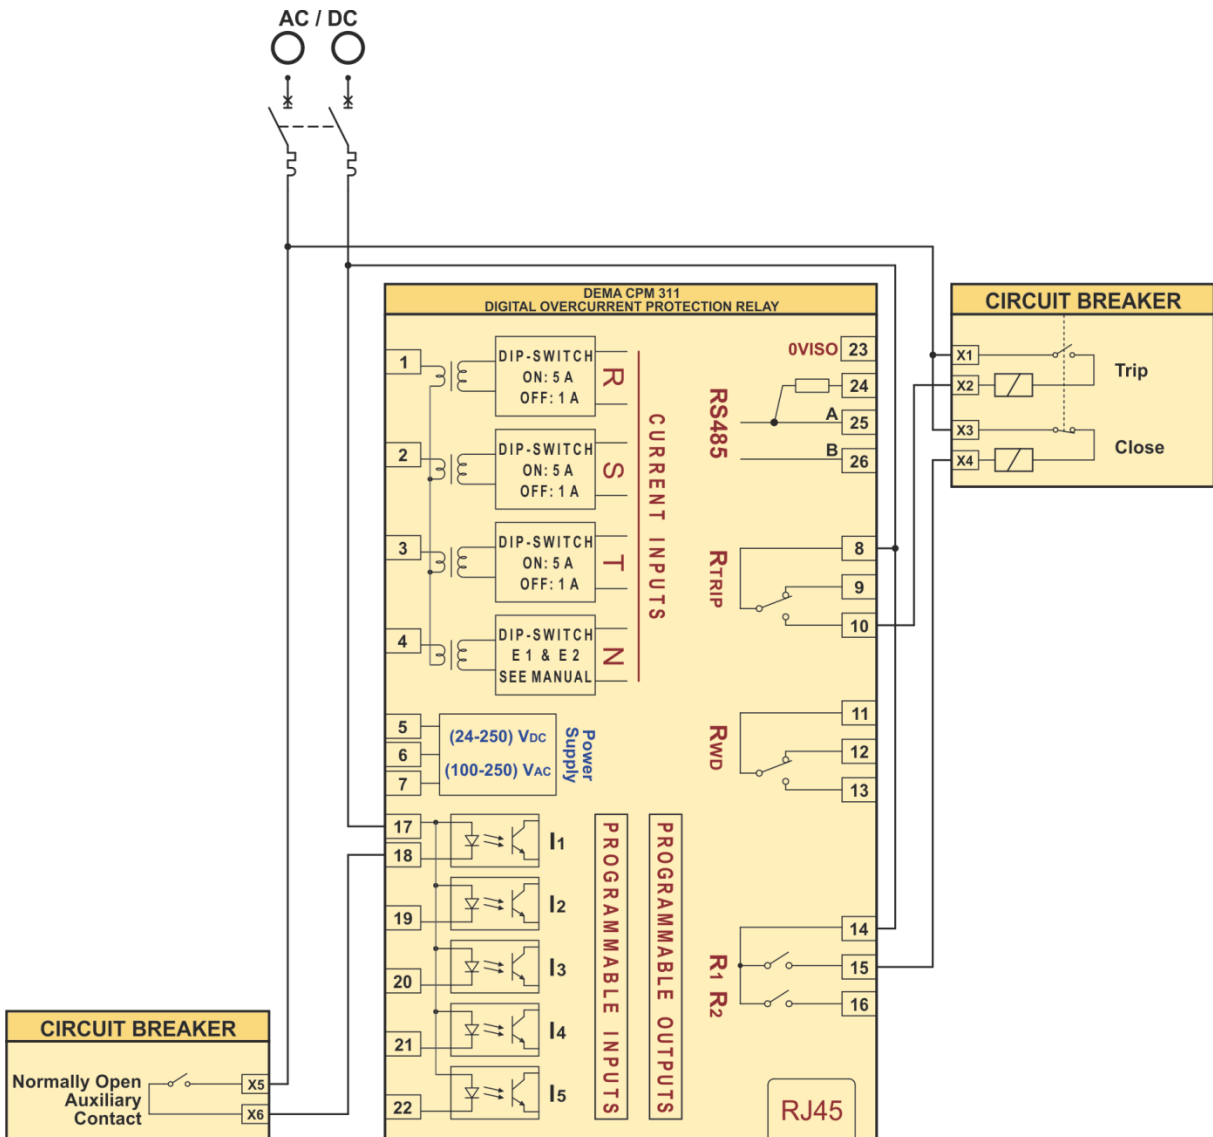 AC / DC
DEMA CPM 311
DIGITAL OVERCURRENT PROTECTION RELAY
1
DIP-SWITCH
ON: 5 A
OFF: 1 A
R
2
DIP-SWITCH
ON: 5 A
OFF: 1 A
S
3
DIP-SWITCH
ON: 5 A
OFF: 1 A
T
4
DIP-SWITCH
E 1 & E 2
SEE MANUAL
N
CURRENT INPUTS
5
6
7
(24-250) VDC
(100-250) VAC
Power
Supply
17
18
19
20
21
22
I1
I2
I3
I4
I5
PROGRAMMABLE INPUTS
PROGRAMMABLE OUTPUTS
0VISO
23
24
A
25
B
26
RS485
8
9
10
RTRIP
11
12
13
RWD
14
15
16
R1 R2
RJ45
CIRCUIT BREAKER
X1
X2
Trip
X3
X4
Close
CIRCUIT BREAKER
Normally Open
Auxiliary
Contact
X5
X6